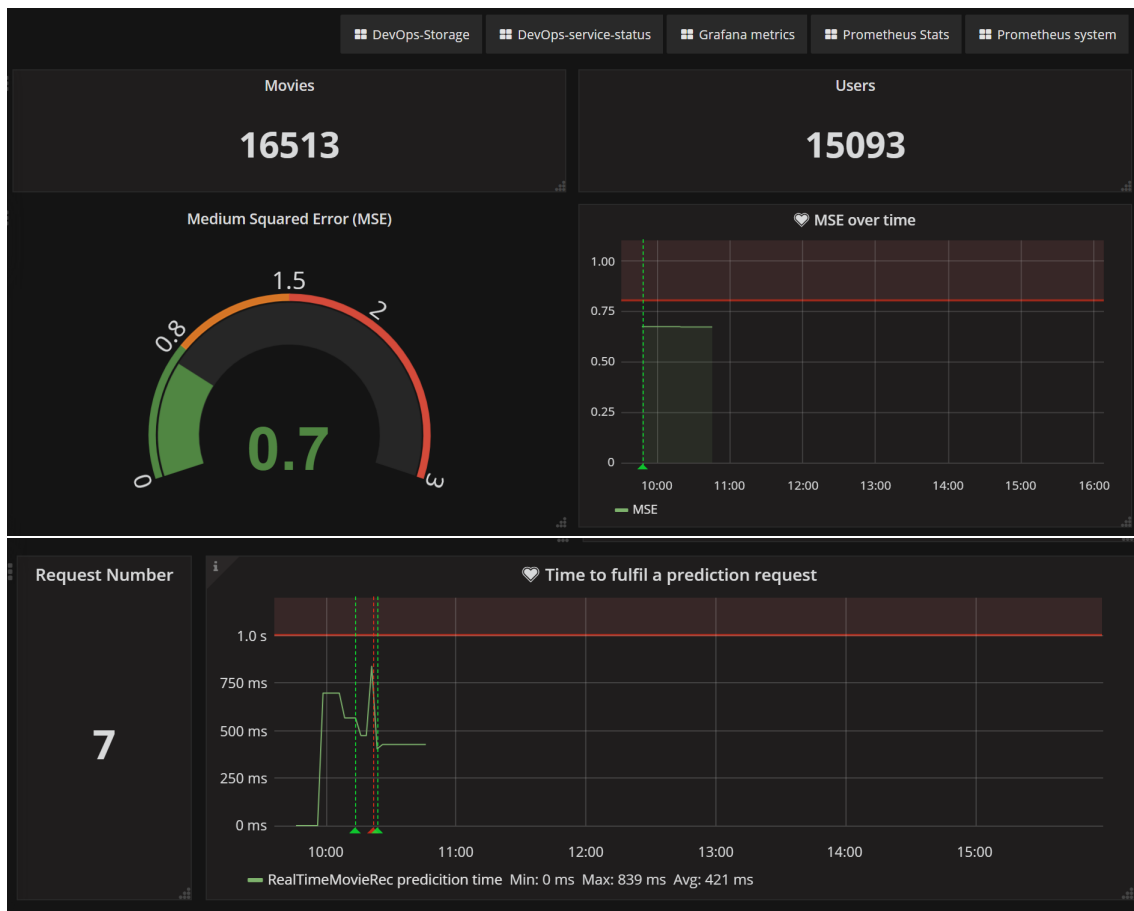 DevOps-Storage DevOps-service-status Grafana metrics Prometheus Stats Prometheus system
Movies
16513
Users
15093
Medium Squared Error (MSE)
0
0.8
1.5
2
3
0.7
MSE over time
1.00
0.75
0.50
0.25
0
10:00 11:00 12:00 13:00 14:00 15:00 16:00
MSE
Request Number
7
i
Time to fulfil a prediction request
1.0 s
750 ms
500 ms
250 ms
0 ms
10:00 11:00 12:00 13:00 14:00 15:00
RealTimeMovieRec predicition time Min: 0 ms Max: 839 ms Avg: 421 ms